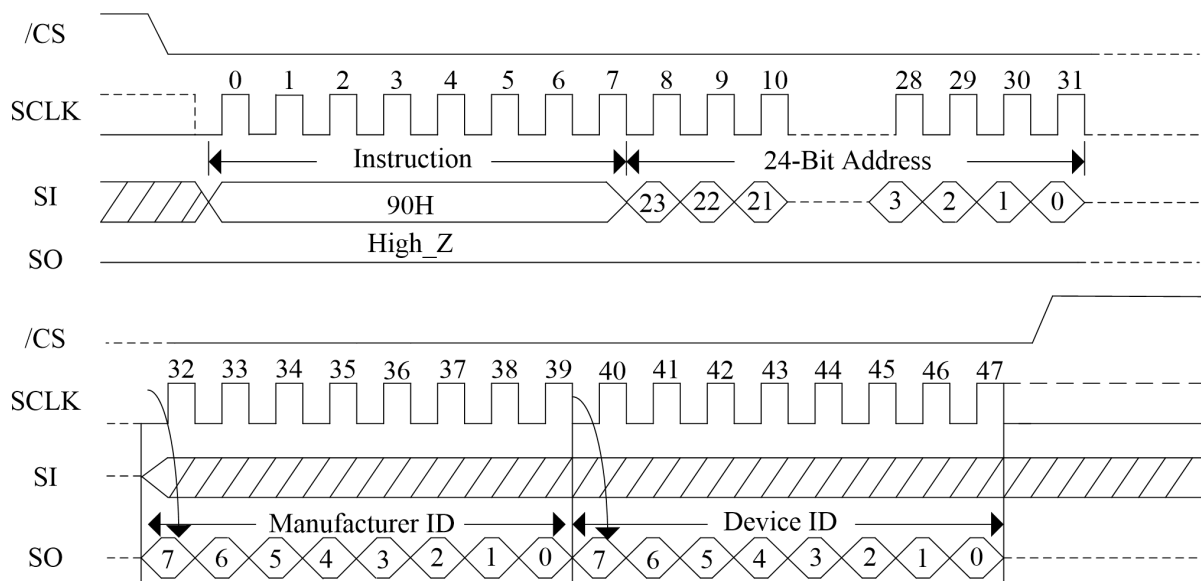 /CS
0 1 2 3 4 5 6 7 8 9 10 28 29 30 31
SCLK
Instruction 24-Bit Address
SI 90H 23 22 21 3 2 1 0
High_Z
SO
/CS
32 33 34 35 36 37 38 39 40 41 42 43 44 45 46 47
SCLK
SI
Manufacturer ID Device ID
SO 7 6 5 4 3 2 1 0 7 6 5 4 3 2 1 0